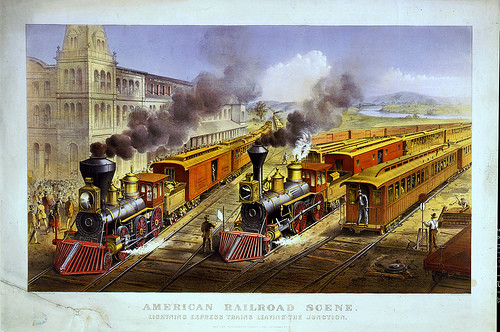 AMERICAN RAILROAD SCENE.
LIGHTNING EXPRESS TRAINS LEAVING THE JUNCTION.